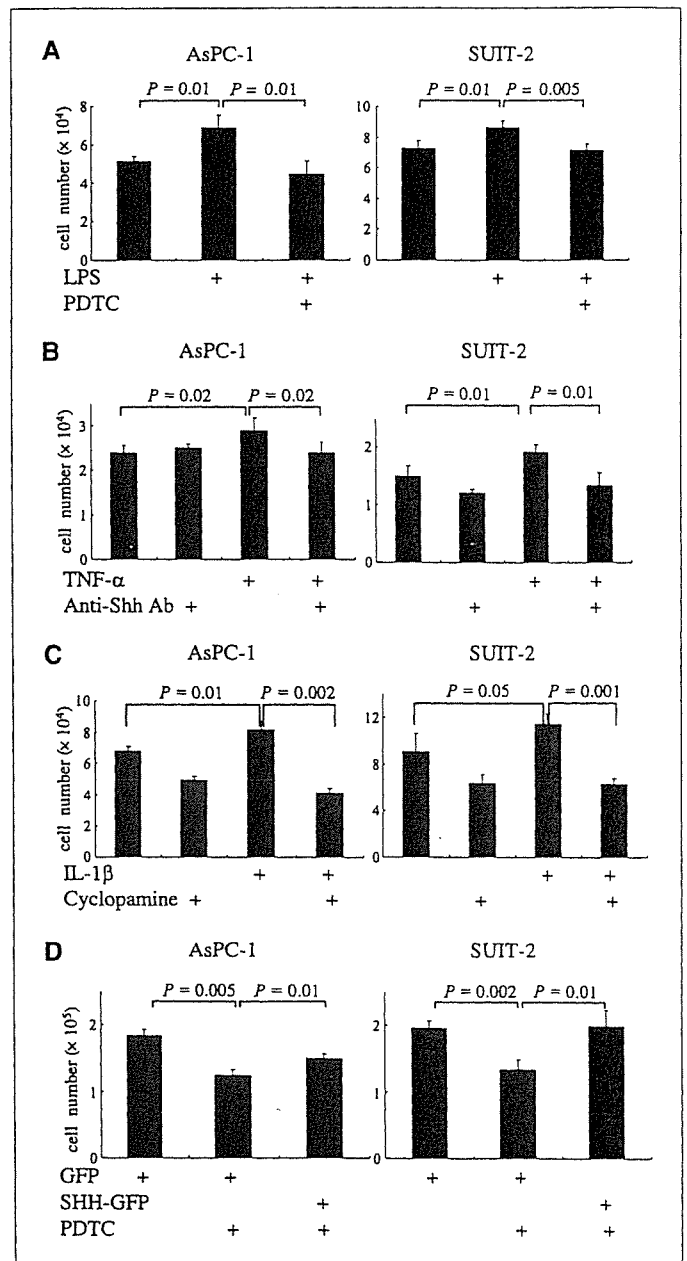 A
AsPC-1 SUIT-2
P = 0.01 P = 0.01 P = 0.01 P = 0.005
cell number (× 10⁴)
8
6
4
2
0
10
8
6
4
2
0
LPS + + + +
PDTC + +
B
AsPC-1 SUIT-2
P = 0.02 P = 0.02 P = 0.01 P = 0.01
cell number (× 10⁴)
3
2
1
0
2
1
0
TNF-α + + + +
Anti-Shh Ab + + + +
C
AsPC-1 SUIT-2
P = 0.01 P = 0.002 P = 0.05 P = 0.001
cell number (× 10⁴)
10
8
6
4
2
0
12
8
4
0
IL-1β + + + +
Cyclopamine + + + +
D
AsPC-1 SUIT-2
P = 0.005 P = 0.01 P = 0.002 P = 0.01
cell number (× 10⁵)
2
1
0
2
1
0
GFP + + + +
SHH-GFP + +
PDTC + + + +